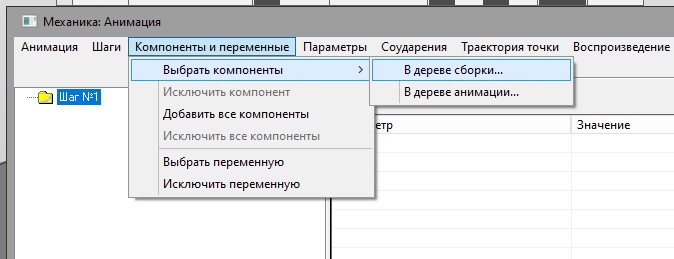 Механика: Анимация
Анимация Шаги Компоненты и переменные Параметры Соударения Траектория точки Воспроизведение
Выбрать компоненты
В дереве сборки...
Шаг №1
Исключить компонент
В дереве анимации...
Добавить все компоненты
Исключить все компоненты
етр Значение
Выбрать переменную
Исключить переменную